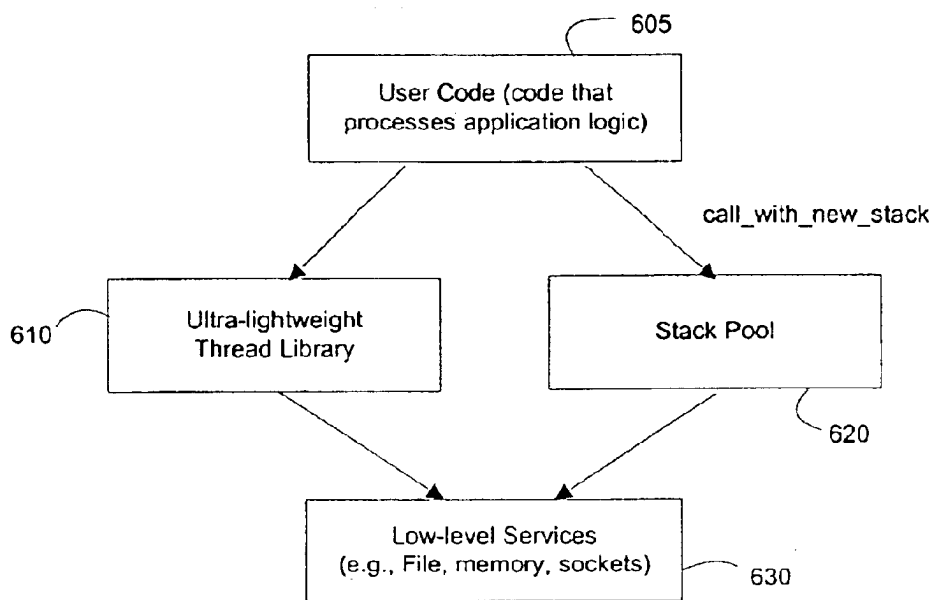 605
User Code (code that
processes application logic)
call_with_new_stack
610
Ultra-lightweight
Thread Library
Stack Pool
620
Low-level Services
(e.g., File, memory, sockets)
630